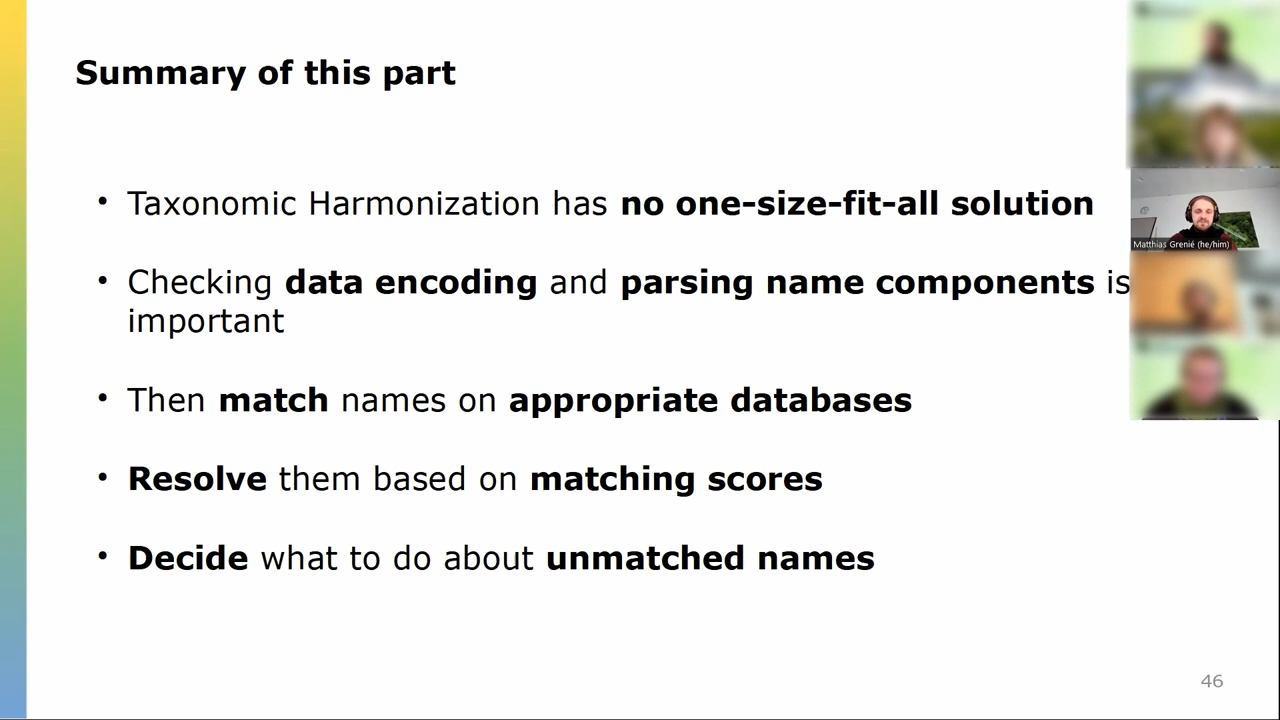 Summary of this part
• Taxonomic Harmonization has no one-size-fit-all solution
• Checking data encoding and parsing name components is
important
• Then match names on appropriate databases
• Resolve them based on matching scores
• Decide what to do about unmatched names
Matthias Grenié (he/him)
46